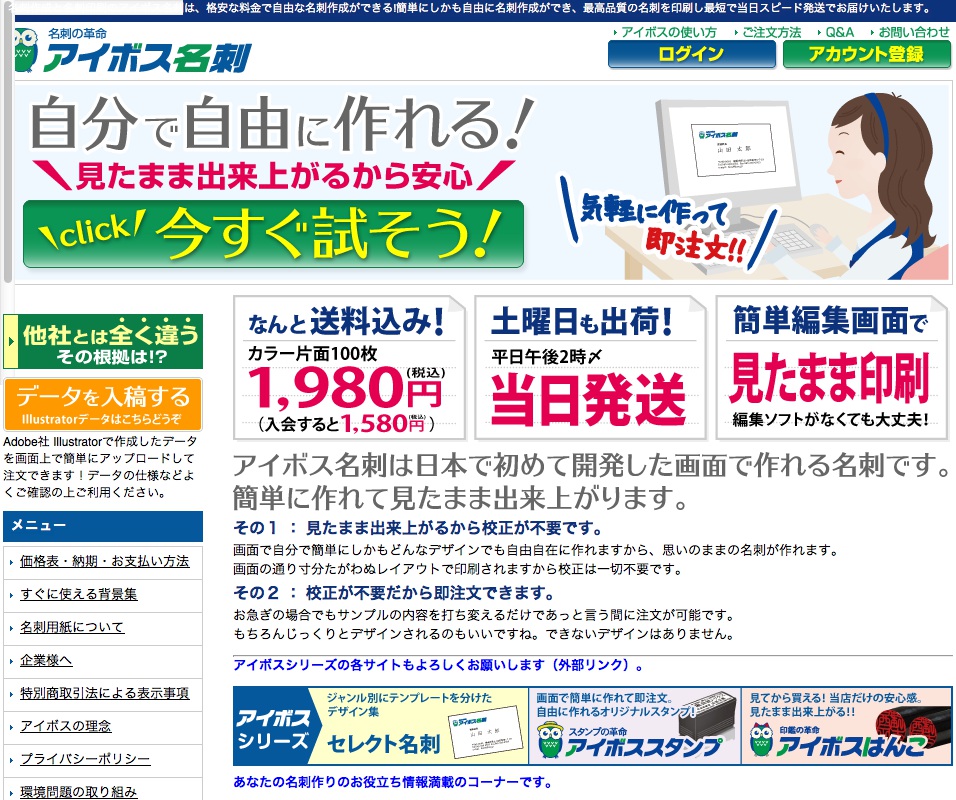 は、格安な料金で自由な名刺作成ができる!簡単にしかも自由に名刺作成ができ、最高品質の名刺を印刷し最短で当日スピード発送でお届けいたします。
名刺の革命
アイボス名刺
アイボスの使い方
ご注文方法
Q&A
お問い合わせ
ログイン
アカウント登録
自分で自由に作れる!
見たまま出来上がるから安心
click! 今すぐ試そう!
アイボス名刺
山田 太郎
気軽に作って
即注文!!
他社とは全く違う
その根拠は!?
データを入稿する
Illustratorデータはこちらどうぞ
Adobe社 Illustratorで作成したデータ
を画面上で簡単にアップロードして
注文できます！データの仕様などよ
くご確認の上ご利用ください。
メニュー
価格表・納期・お支払い方法
すぐに使える背景集
名刺用紙について
企業様へ
特別商取引法による表示事項
アイボスの理念
プライバシーポリシー
環境問題の取り組み
なんと送料込み!
カラー片面100枚
1,980円(税込)
(入会すると1,580円(税込))
土曜日も出荷!
平日午後2時〆
当日発送
簡単編集画面で
見たまま印刷
編集ソフトがなくても大丈夫!
アイボス名刺は日本で初めて開発した画面で作れる名刺です。
簡単に作れて見たまま出来上がります。
その１ ： 見たまま出来上がるから校正が不要です。
画面で自分で簡単にしかもどんなデザインでも自由自在に作れますから、思いのままの名刺が作れます。
画面の通り寸分たがわぬレイアウトで印刷されますから校正は一切不要です。
その２ ： 校正が不要だから即注文できます。
お急ぎの場合でもサンプルの内容を打ち変えるだけであっと言う間に注文が可能です。
もちろんじっくりとデザインされるのもいいですね。できないデザインはありません。
アイボスシリーズの各サイトもよろしくお願いします（外部リンク）。
アイボス
シリーズ
ジャンル別にテンプレートを分けた
デザイン集
セレクト名刺
アイボス名刺
山田 太郎
画面で簡単に作れて即注文。
自由に作れるオリジナルスタンプ!
スタンプの革命
アイボススタンプ
見てから買える! 当店だけの安心感。
見たまま出来上がる!!
印鑑の革命
アイボスはんこ
あなたの名刺作りのお役立ち情報満載のコーナーです。